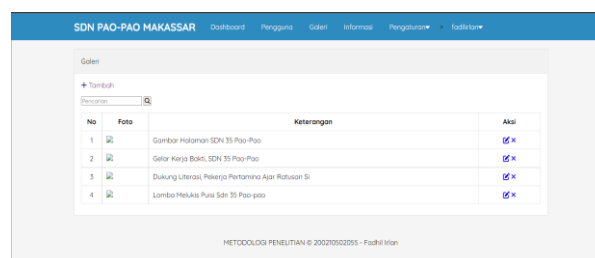 SDN PAO-PAO MAKASSAR Dashboard Pengguna Galeri Informasi Pengaturan fadlirian
Galeri
+ Tambah
Pencarian
No Foto Keterangan Aksi
1 Gambar Halaman SDN 35 Pao-Pao
2 Gelar Kerja Bakti, SDN 35 Pao-Pao
3 Dukung Literasi, Pekerja Pertamina Ajar Ratusan Si
4 Lomba Melukis Puisi Sdn 35 Pao-pao
METODOLOGI PENELITIAN © 200210502055 - Fadhil Irian